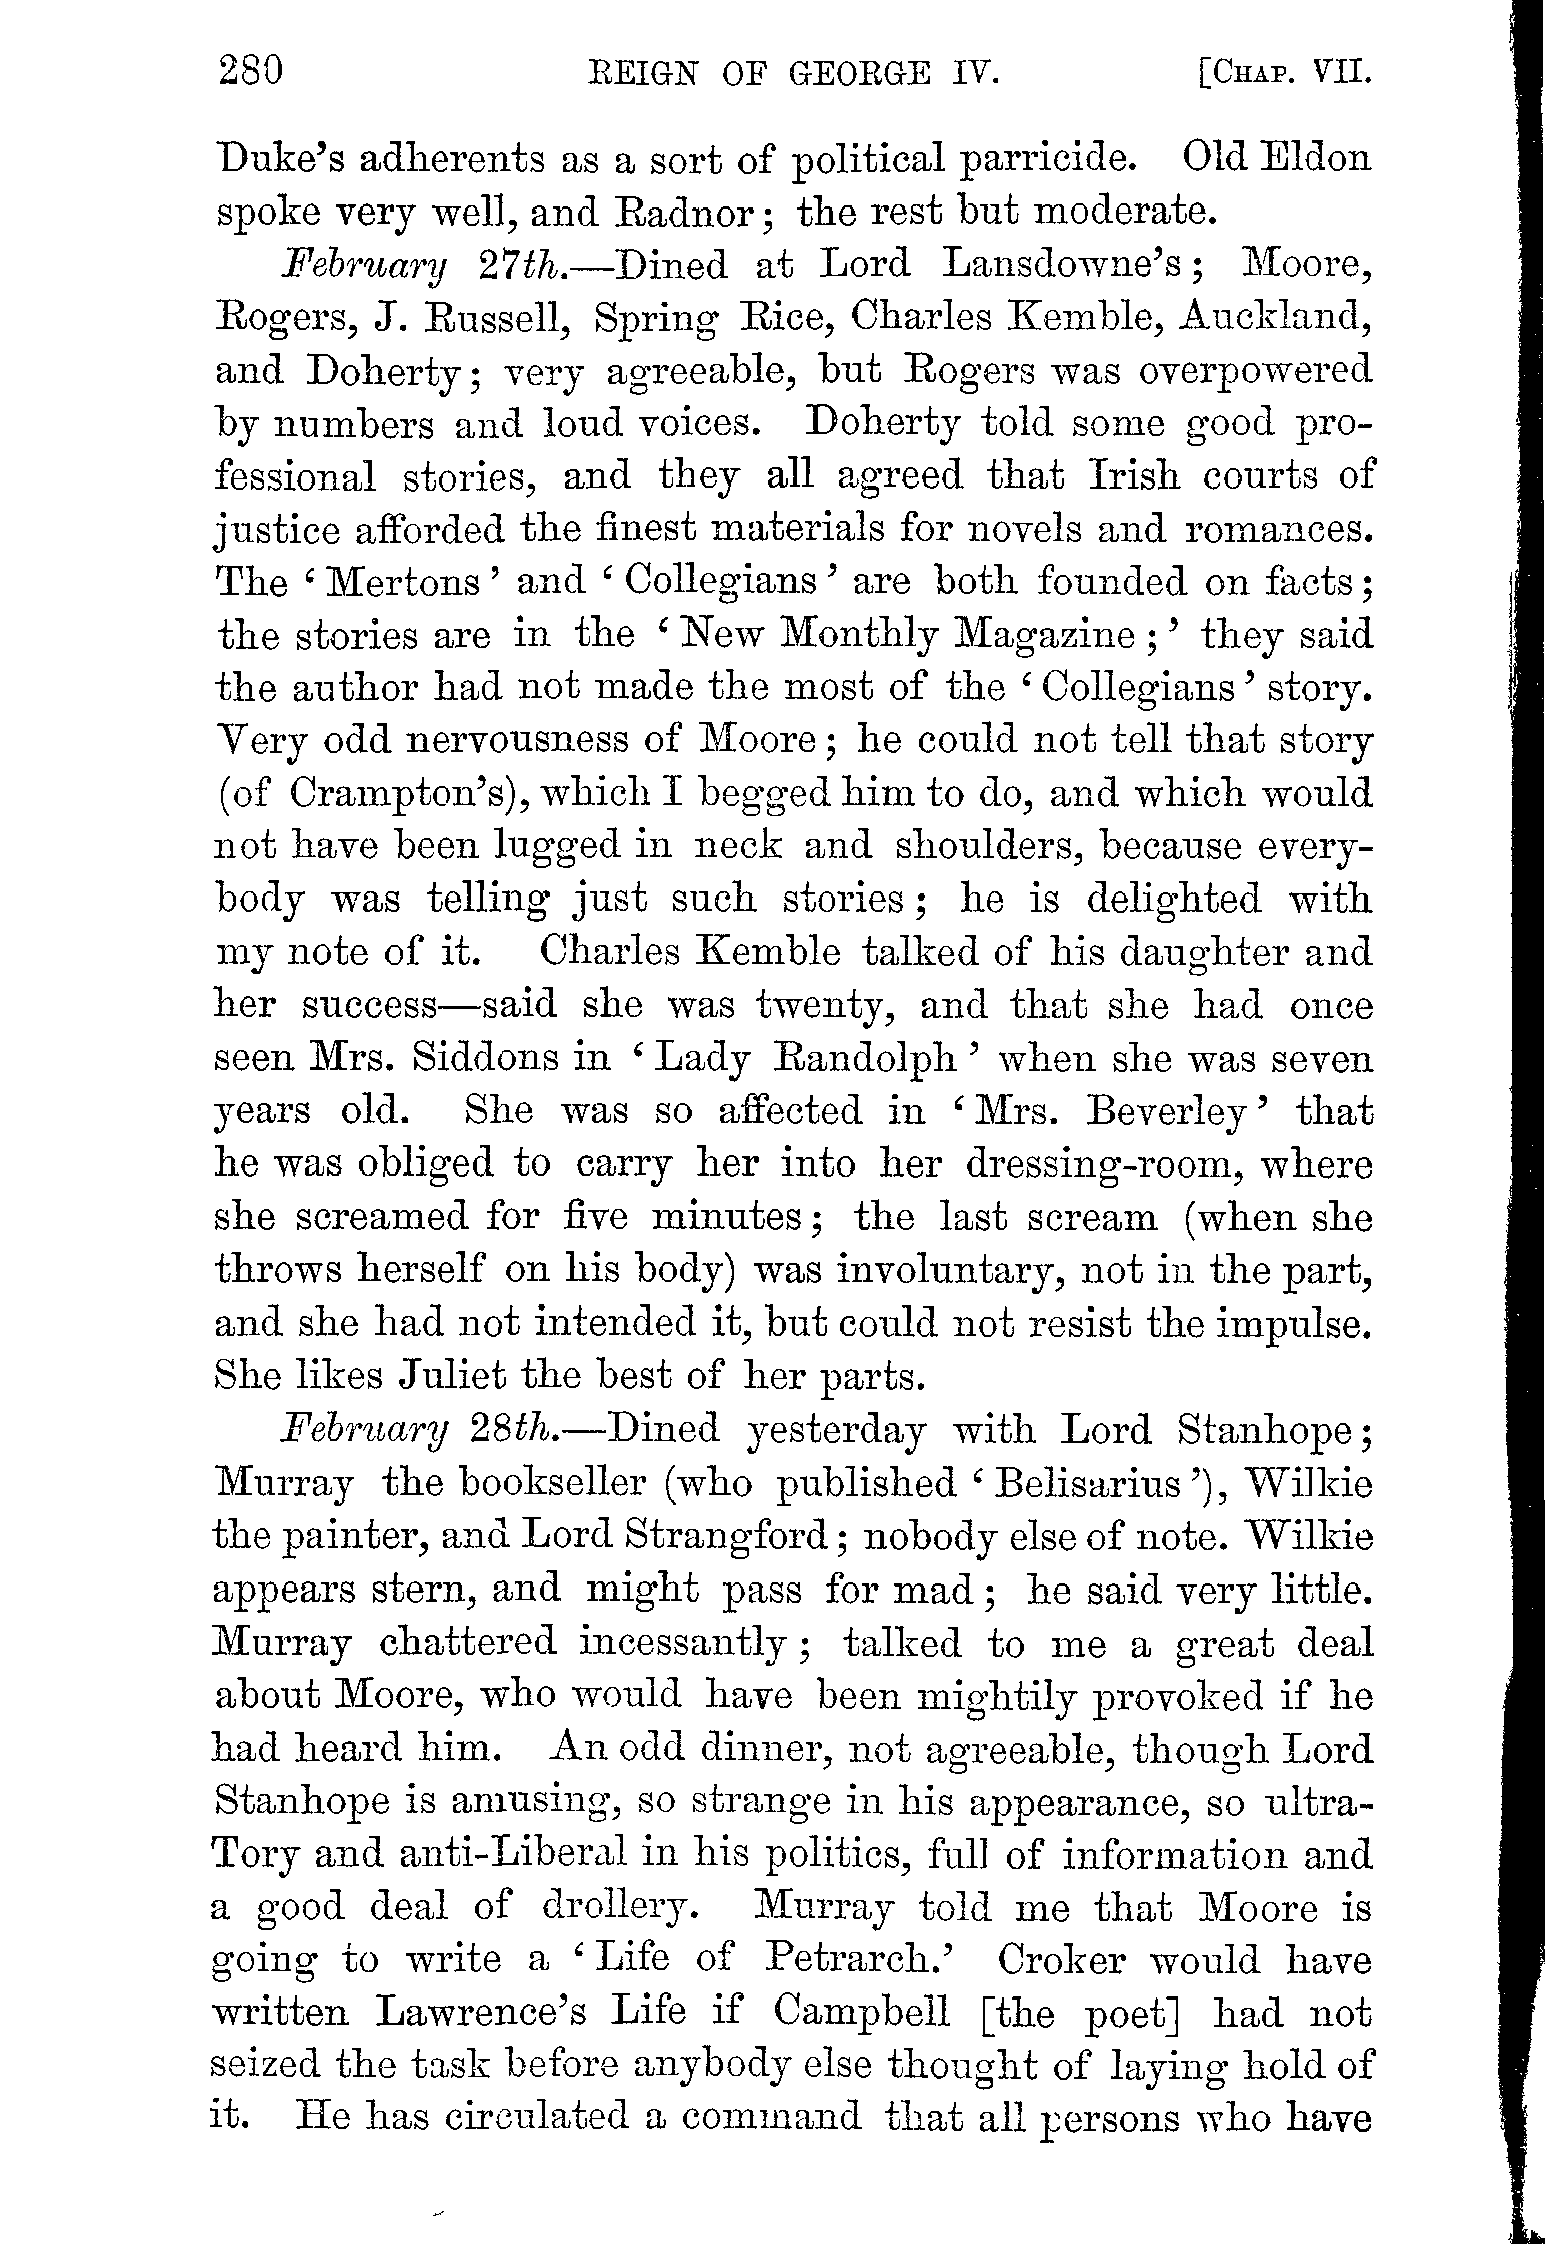 280 REIGN OF GEORGE IV. [CHAP. VII.
Duke's adherents as a sort of political parricide. Old Eldon
spoke very well, and Radnor; the rest but moderate.
February 27th.—Dined at Lord Lansdowne's; Moore,
Rogers, J. Russell, Spring Rice, Charles Kemble, Auckland,
and Doherty; very agreeable, but Rogers was overpowered
by numbers and loud voices. Doherty told some good pro-
fessional stories, and they all agreed that Irish courts of
justice afforded the finest materials for novels and romances.
The ‘Mertons’ and ‘Collegians’ are both founded on facts;
the stories are in the ‘New Monthly Magazine;’ they said
the author had not made the most of the ‘Collegians’ story.
Very odd nervousness of Moore; he could not tell that story
(of Crampton's), which I begged him to do, and which would
not have been lugged in neck and shoulders, because every-
body was telling just such stories; he is delighted with
my note of it. Charles Kemble talked of his daughter and
her success—said she was twenty, and that she had once
seen Mrs. Siddons in ‘Lady Randolph’ when she was seven
years old. She was so affected in ‘Mrs. Beverley’ that
he was obliged to carry her into her dressing-room, where
she screamed for five minutes; the last scream (when she
throws herself on his body) was involuntary, not in the part,
and she had not intended it, but could not resist the impulse.
She likes Juliet the best of her parts.
February 28th.—Dined yesterday with Lord Stanhope;
Murray the bookseller (who published ‘Belisarius’), Wilkie
the painter, and Lord Strangford; nobody else of note. Wilkie
appears stern, and might pass for mad; he said very little.
Murray chattered incessantly; talked to me a great deal
about Moore, who would have been mightily provoked if he
had heard him. An odd dinner, not agreeable, though Lord
Stanhope is amusing, so strange in his appearance, so ultra-
Tory and anti-Liberal in his politics, full of information and
a good deal of drollery. Murray told me that Moore is
going to write a ‘Life of Petrarch.’ Croker would have
written Lawrence's Life if Campbell [the poet] had not
seized the task before anybody else thought of laying hold of
it. He has circulated a command that all persons who have